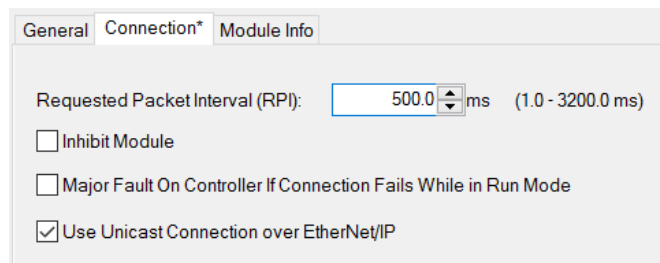 General Connection* Module Info
Requested Packet Interval (RPI): 500.0 ms (1.0 - 3200.0 ms)
Inhibit Module
Major Fault On Controller If Connection Fails While in Run Mode
Use Unicast Connection over EtherNet/IP